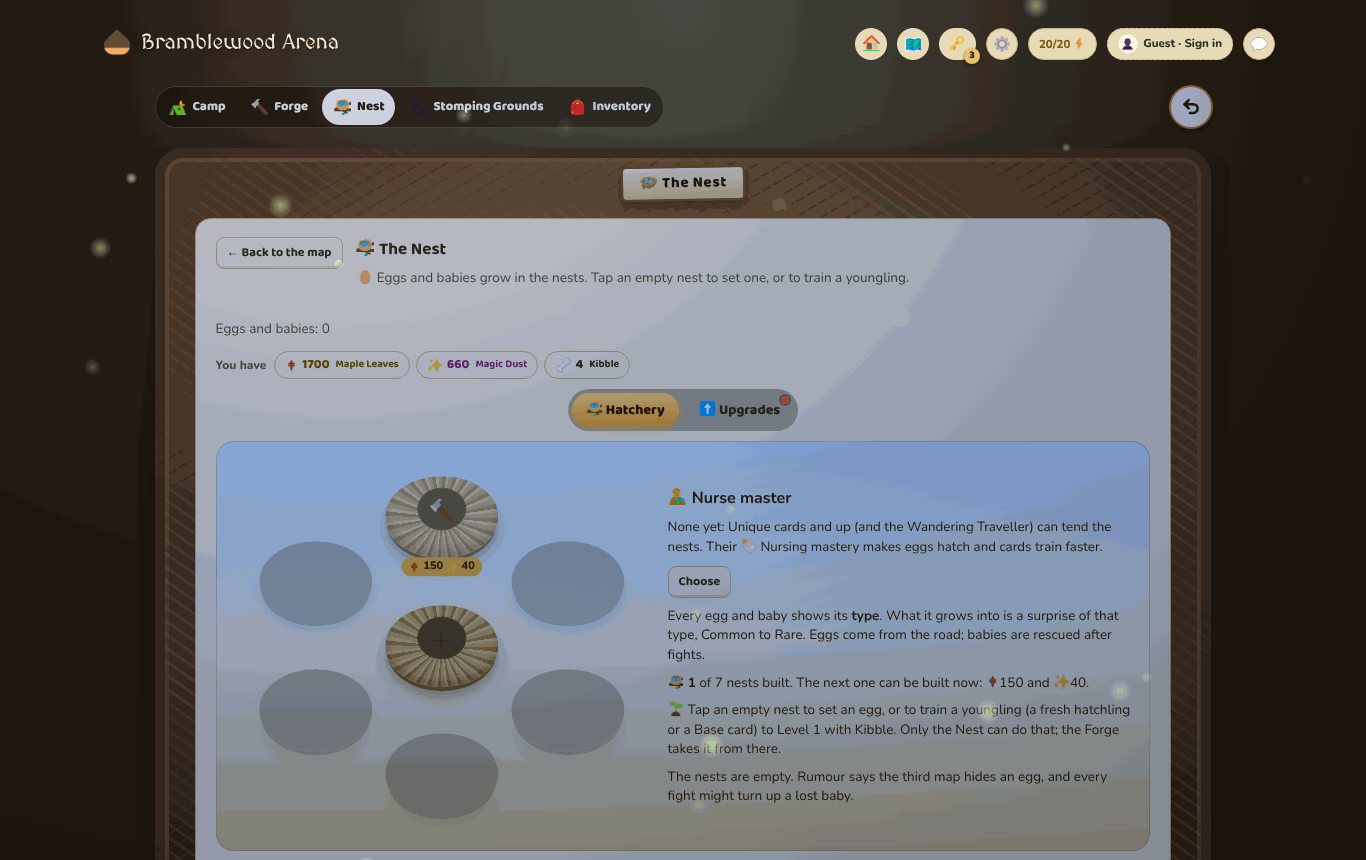 Bramblewood Arena
3
20/20
Guest · Sign in
Camp
Forge
Nest
Stomping Grounds
Inventory
The Nest
← Back to the map
The Nest
Eggs and babies grow in the nests. Tap an empty nest to set one, or to train a youngling.
Eggs and babies: 0
You have
1700 Maple Leaves
660 Magic Dust
4 Kibble
Hatchery
Upgrades
150 40
Nurse master
None yet: Unique cards and up (and the Wandering Traveller) can tend the
nests. Their Nursing mastery makes eggs hatch and cards train faster.
Choose
Every egg and baby shows its type. What it grows into is a surprise of that
type, Common to Rare. Eggs come from the road; babies are rescued after
fights.
1 of 7 nests built. The next one can be built now: 150 and 40.
Tap an empty nest to set an egg, or to train a youngling (a fresh hatchling
or a Base card) to Level 1 with Kibble. Only the Nest can do that; the Forge
takes it from there.
The nests are empty. Rumour says the third map hides an egg, and every
fight might turn up a lost baby.